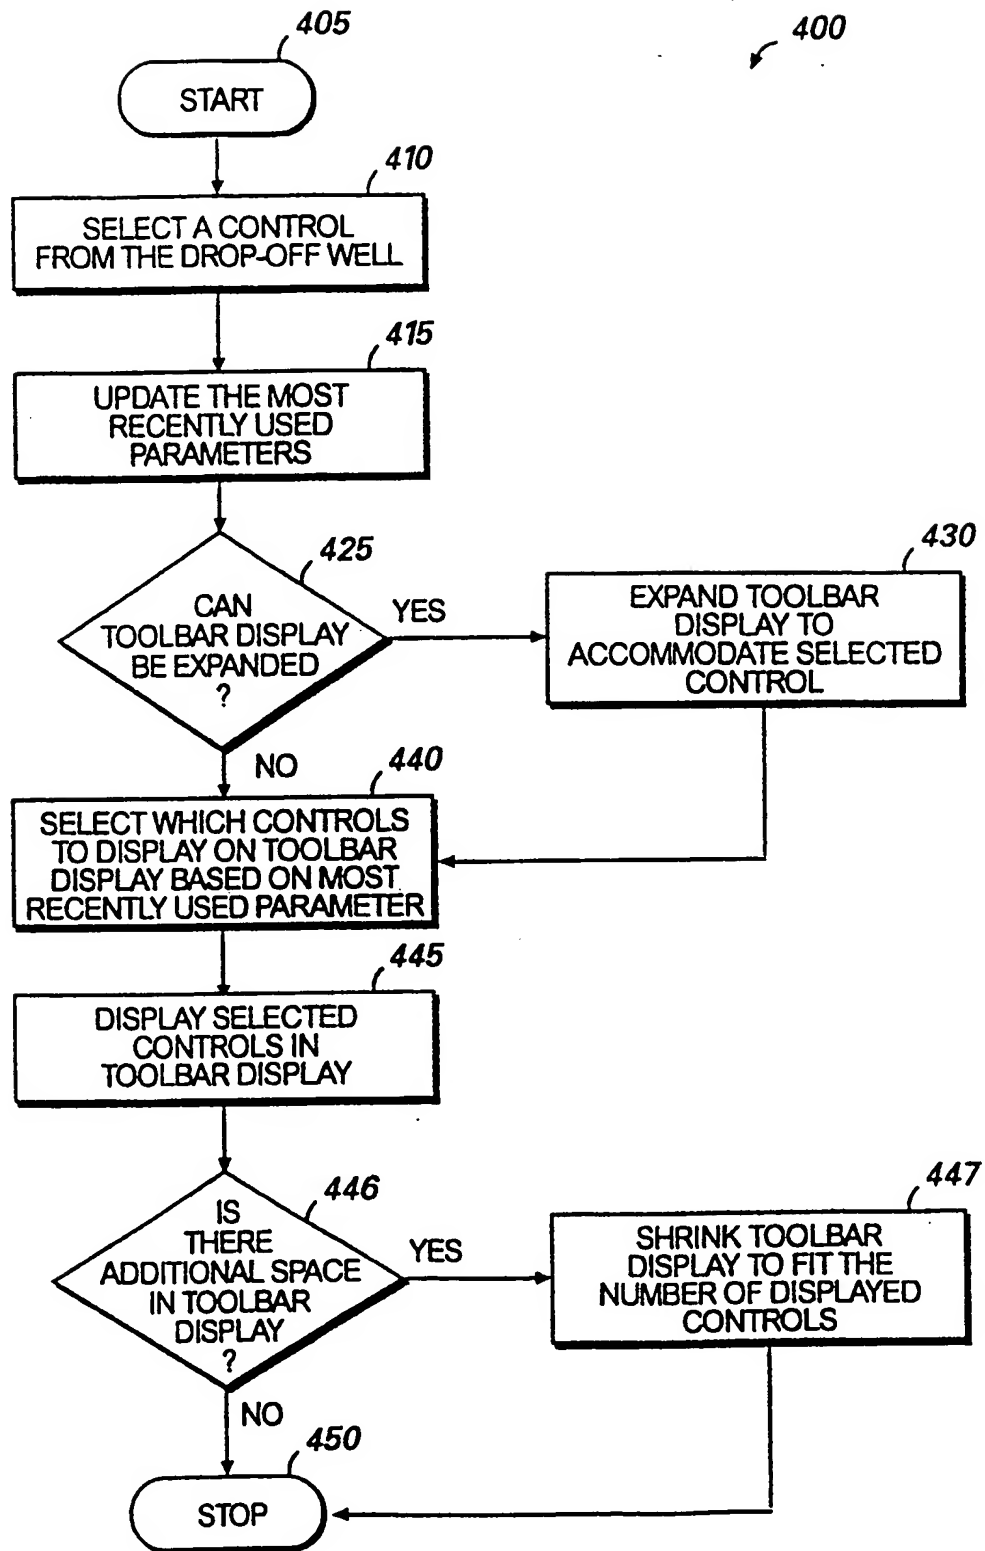 400
405
START
410
SELECT A CONTROL
FROM THE DROP-OFF WELL
415
UPDATE THE MOST
RECENTLY USED
PARAMETERS
425
CAN
TOOLBAR DISPLAY
BE EXPANDED
?
YES
430
EXPAND TOOLBAR
DISPLAY TO
ACCOMMODATE SELECTED
CONTROL
NO
440
SELECT WHICH CONTROLS
TO DISPLAY ON TOOLBAR
DISPLAY BASED ON MOST
RECENTLY USED PARAMETER
445
DISPLAY SELECTED
CONTROLS IN
TOOLBAR DISPLAY
446
IS
THERE
ADDITIONAL SPACE
IN TOOLBAR
DISPLAY
?
YES
447
SHRINK TOOLBAR
DISPLAY TO FIT THE
NUMBER OF DISPLAYED
CONTROLS
NO
450
STOP